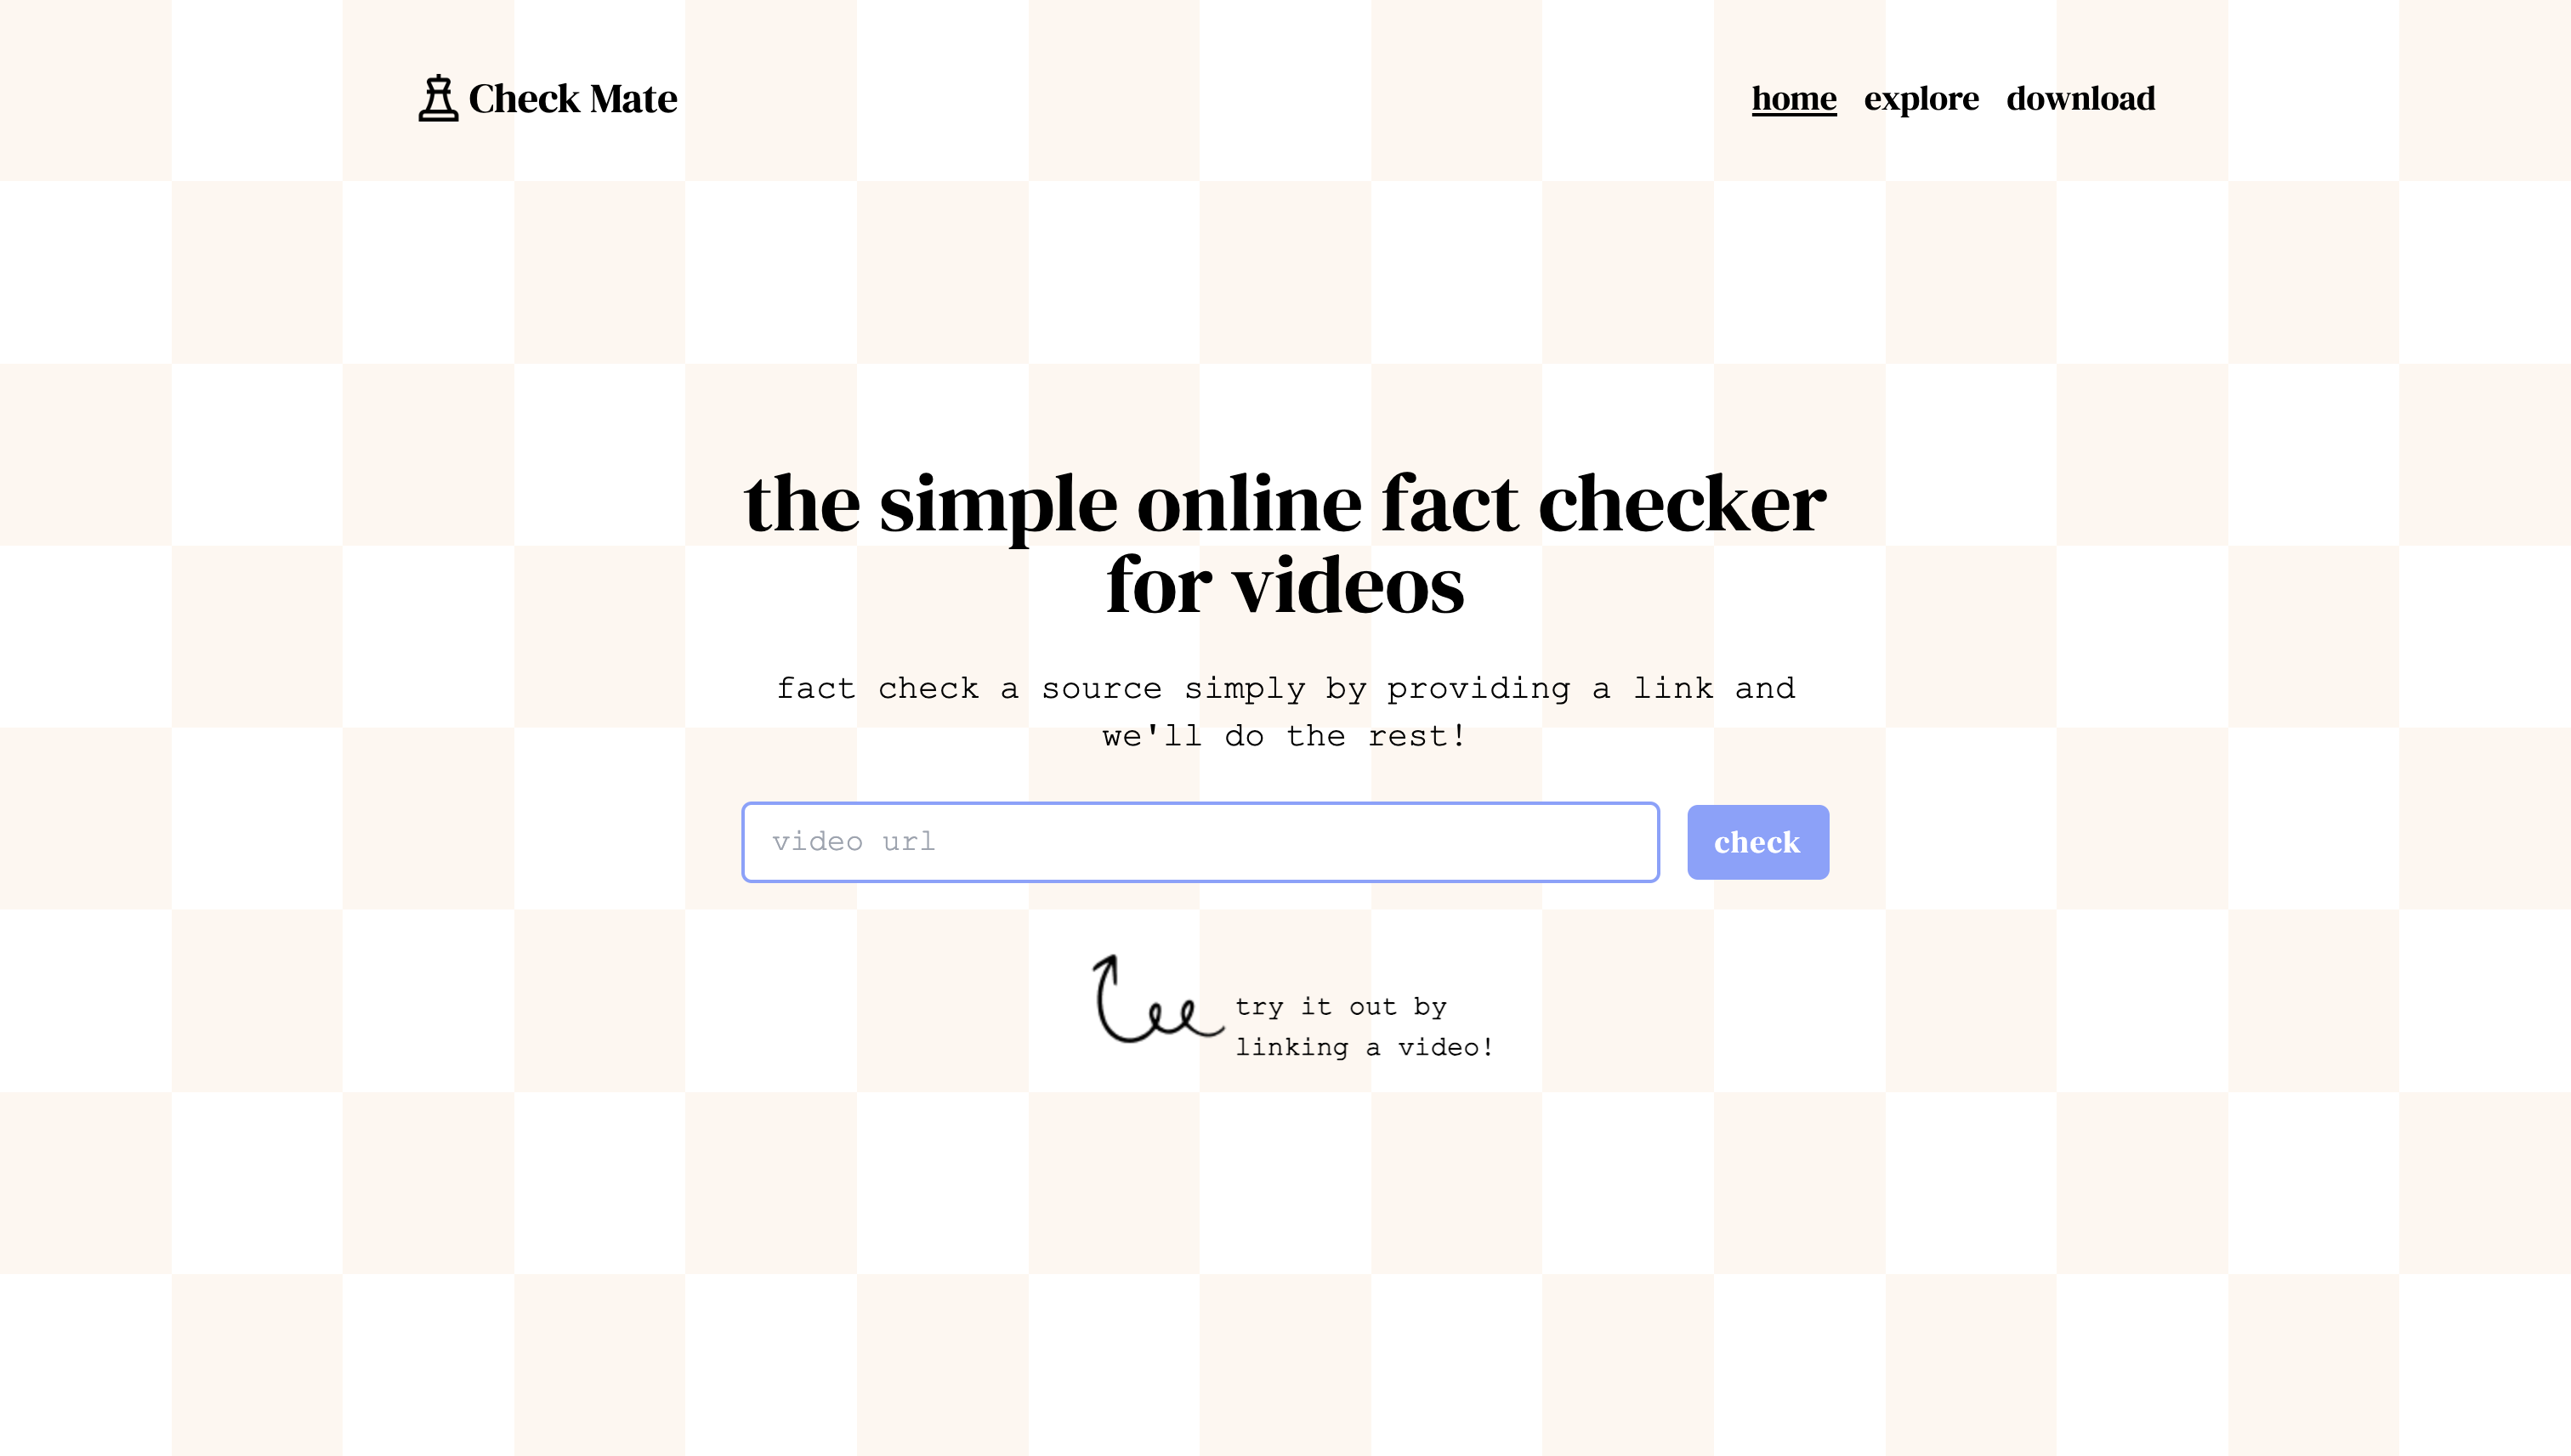 Check Mate
home explore download
the simple online fact checker
for videos
fact check a source simply by providing a link and
we'll do the rest!
video url
check
try it out by
linking a video!